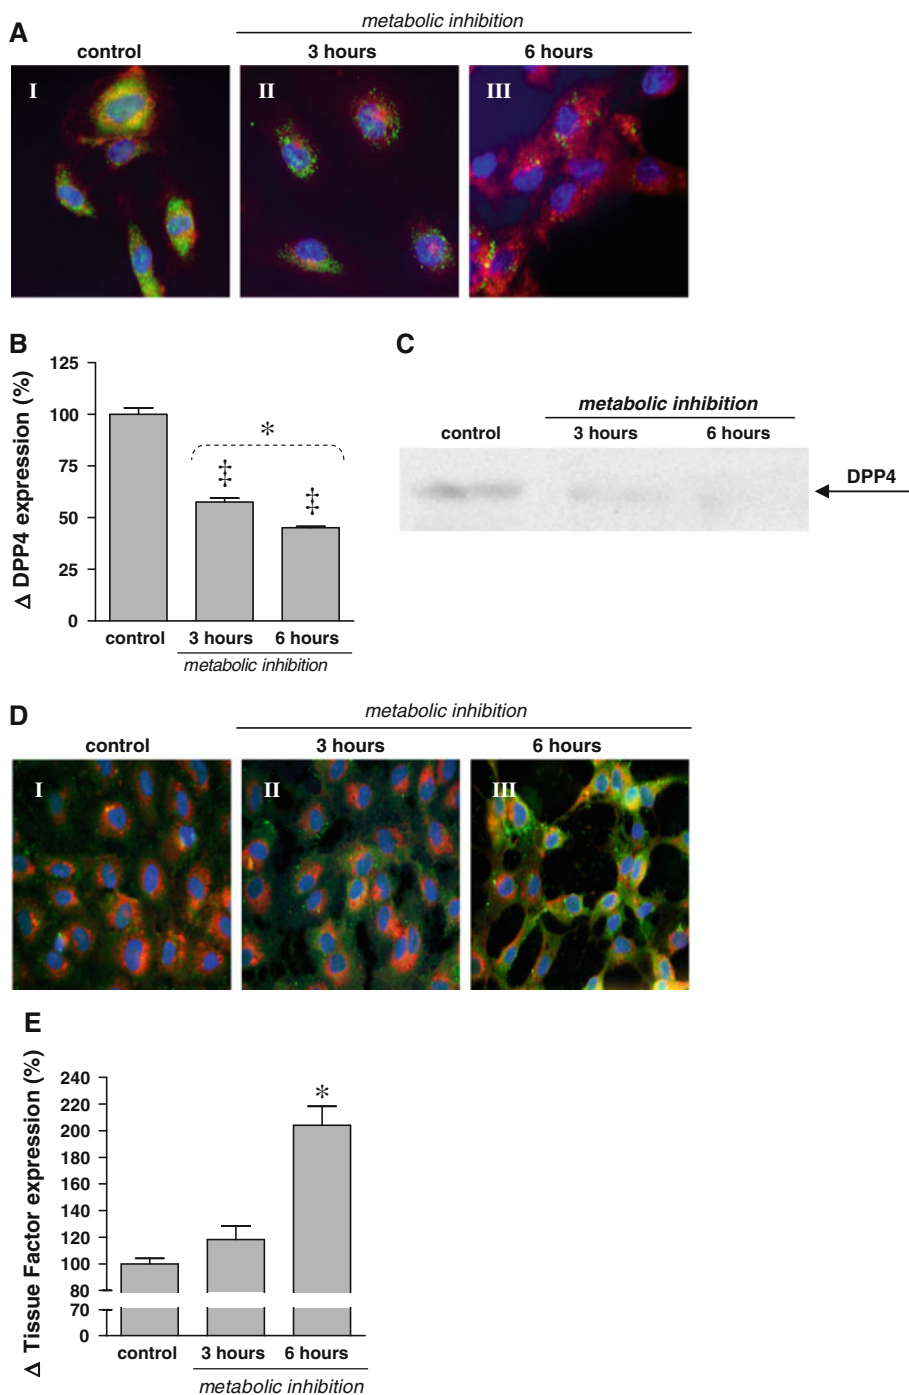 A
metabolic inhibition
control
3 hours
6 hours
I
II
III
B
Δ DPP4 expression (%)
125
100
75
50
25
0
*
‡
‡
control
3 hours
6 hours
metabolic inhibition
C
metabolic inhibition
control
3 hours
6 hours
DPP4
D
metabolic inhibition
control
3 hours
6 hours
I
II
III
E
Δ Tissue Factor expression (%)
240
220
200
180
160
140
120
100
80
70
0
*
control
3 hours
6 hours
metabolic inhibition